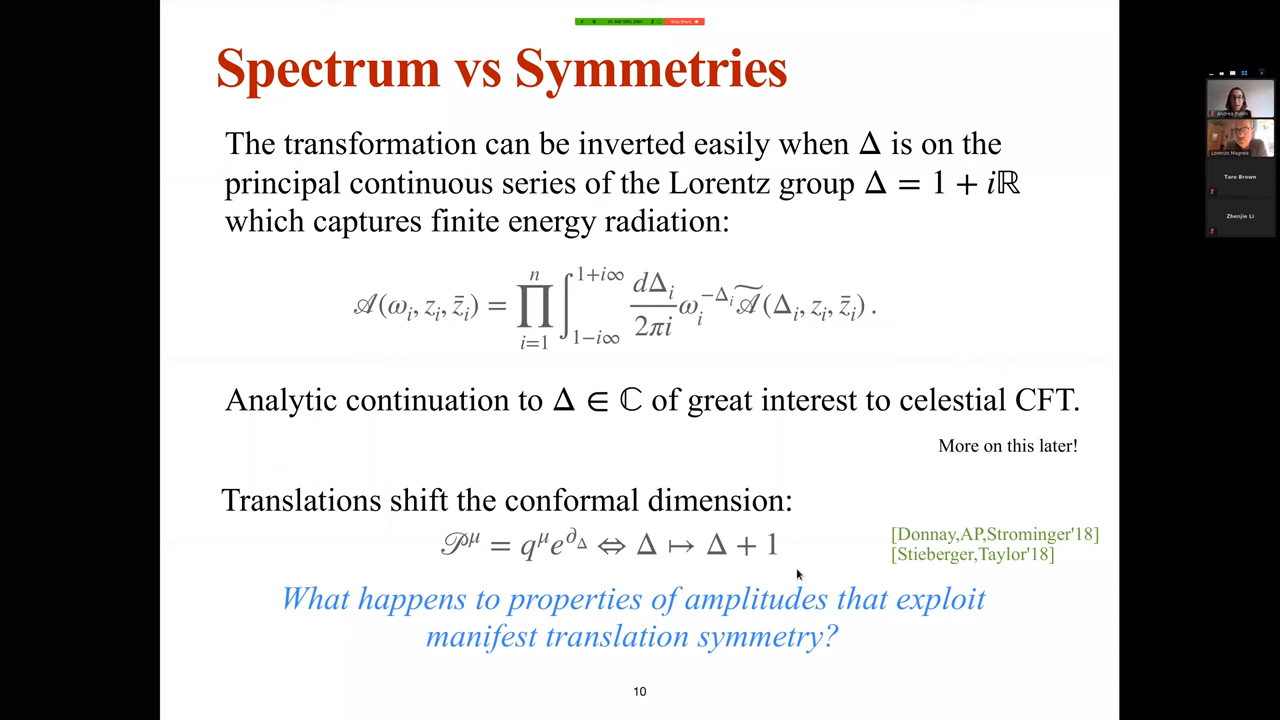 Spectrum vs Symmetries
The transformation can be inverted easily when Δ is on the
principal continuous series of the Lorentz group Δ = 1 + iℝ
which captures finite energy radiation:
𝒜(ω_i, z_i, z̄_i) = ∏_{i=1}^{n} ∫_{1−i∞}^{1+i∞} dΔ_i/2πi ω_i^{−Δ_i} 𝒜̃(Δ_i, z_i, z̄_i) .
Analytic continuation to Δ ∈ ℂ of great interest to celestial CFT.
More on this later!
Translations shift the conformal dimension:
𝒫^μ = q^μ e^{∂_Δ} ⇔ Δ ↦ Δ + 1
[Donnay,AP,Strominger'18]
[Stieberger,Taylor'18]
What happens to properties of amplitudes that exploit
manifest translation symmetry?
10
Lorenzo Magnea
Taro Brown
Zhenjie Li